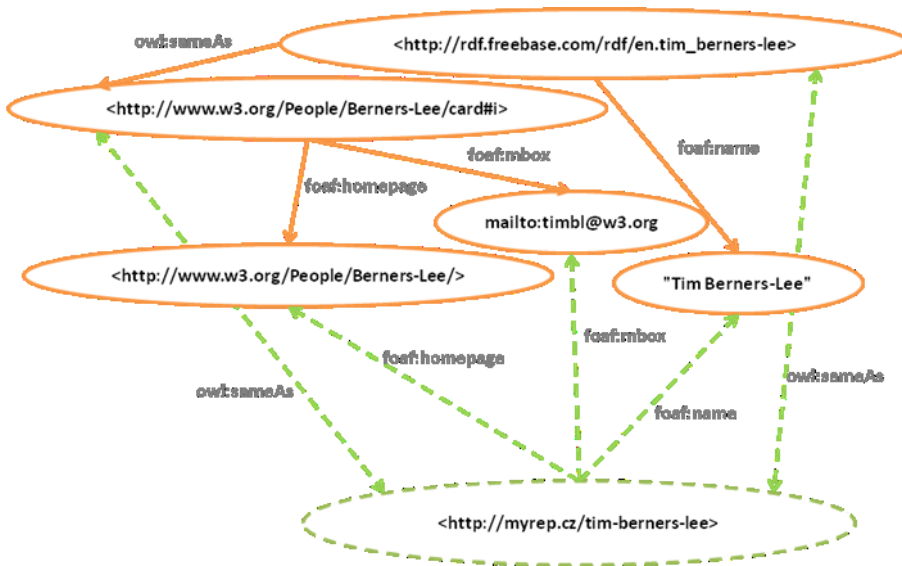 owl:sameAs
<http://rdf.freebase.com/rdf/en.tim_berners-lee>
<http://www.w3.org/People/Berners-Lee/card#i>
foaf:mbox
foaf:name
foaf:homepage
mailto:timbl@w3.org
<http://www.w3.org/People/Berners-Lee/>
"Tim Berners-Lee"
foaf:mbox
foaf:homepage
owl:sameAs
owl:sameAs
foaf:name
<http://myrep.cz/tim-berners-lee>